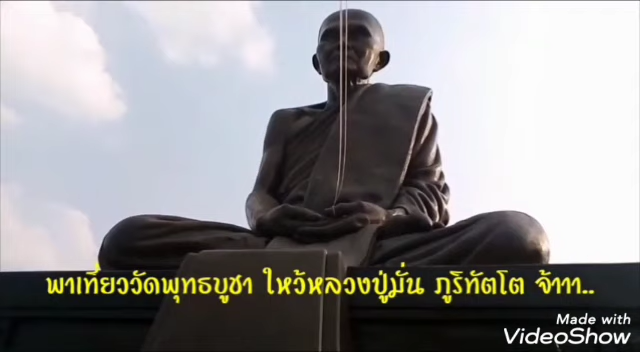 พาเที่ยววัดพุทธบูชา ใหว้หลวงปู่มั่น ภูริทัตโต จ้าาา..
Made with
VideoShow